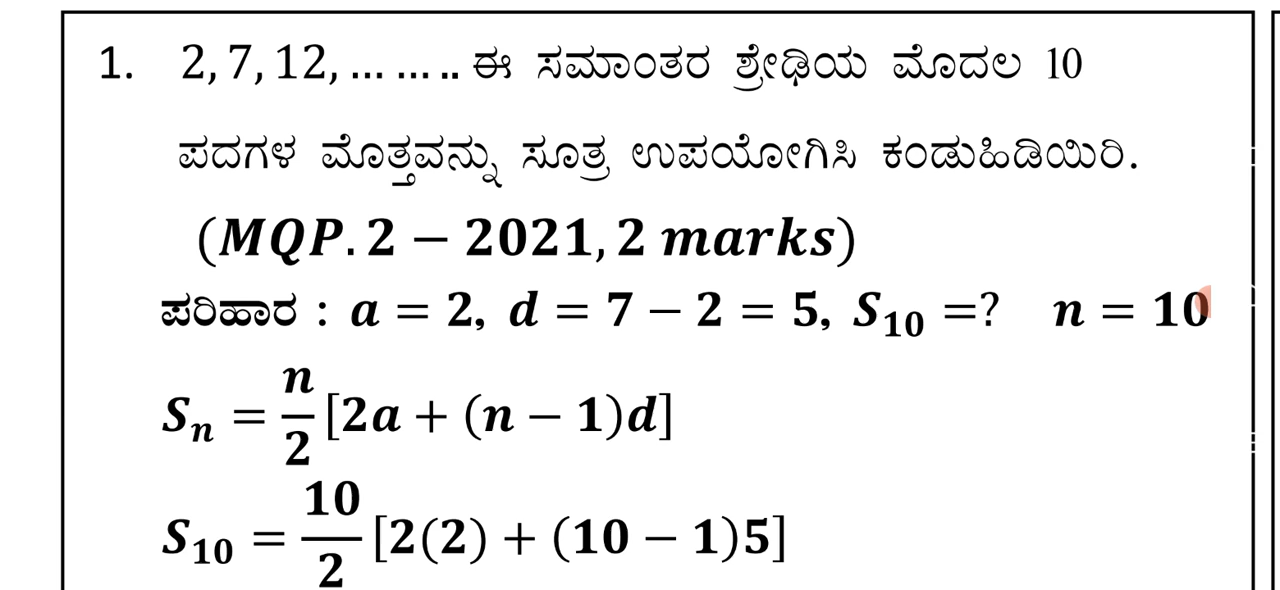 1. 2, 7, 12, ... ... .. ಈ ಸಮಾಂತರ ಶ್ರೇಢಿಯ ಮೊದಲ 10
ಪದಗಳ ಮೊತ್ತವನ್ನು ಸೂತ್ರ ಉಪಯೋಗಿಸಿ ಕಂಡುಹಿಡಿಯಿರಿ.
(MQP. 2 − 2021, 2 marks)
ಪರಿಹಾರ : a = 2, d = 7 − 2 = 5, S₁₀ =? n = 10
Sₙ = n/2 [2a + (n − 1)d]
S₁₀ = 10/2 [2(2) + (10 − 1)5]